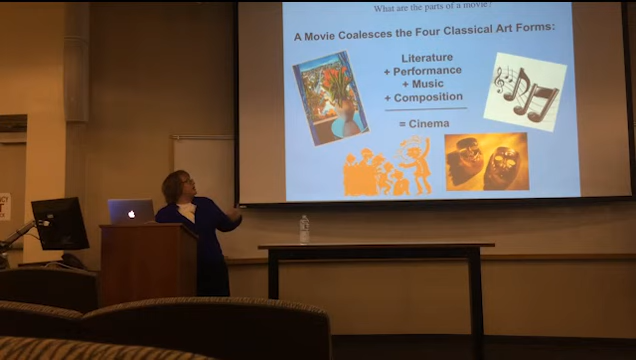 What are the parts of a movie?
A Movie Coalesces the Four Classical Art Forms:
Literature
+ Performance
+ Music
+ Composition
= Cinema